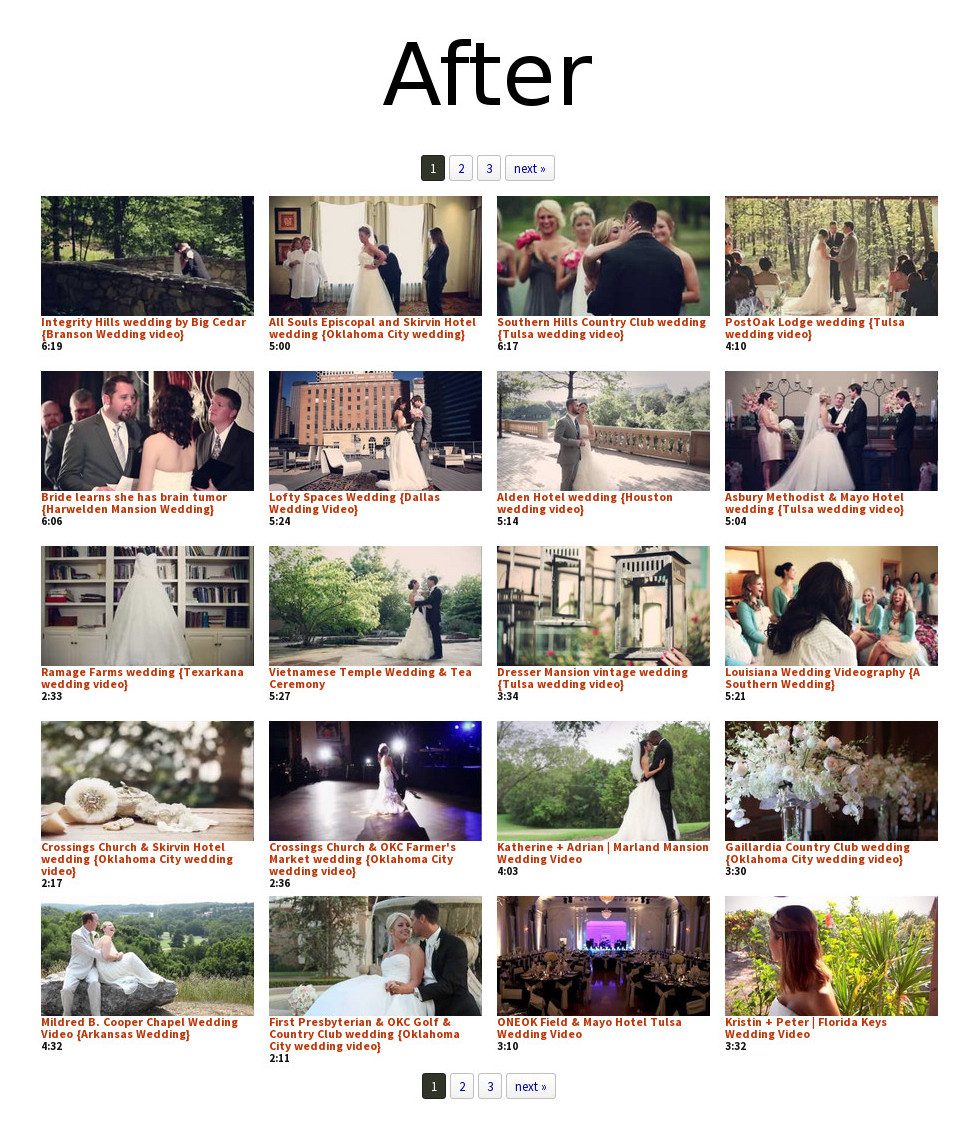 After
1 2 3 next »
Integrity Hills wedding by Big Cedar
{Branson Wedding video}
6:19
All Souls Episcopal and Skirvin Hotel
wedding {Oklahoma City wedding}
5:00
Southern Hills Country Club wedding
{Tulsa wedding video}
6:17
PostOak Lodge wedding {Tulsa
wedding video}
4:10
Bride learns she has brain tumor
{Harwelden Mansion Wedding}
6:06
Lofty Spaces Wedding {Dallas
Wedding Video}
5:24
Alden Hotel wedding {Houston
wedding video}
5:14
Asbury Methodist & Mayo Hotel
wedding {Tulsa wedding video}
5:04
Ramage Farms wedding {Texarkana
wedding video}
2:33
Vietnamese Temple Wedding & Tea
Ceremony
5:27
Dresser Mansion vintage wedding
{Tulsa wedding video}
3:34
Louisiana Wedding Videography {A
Southern Wedding}
5:21
Crossings Church & Skirvin Hotel
wedding {Oklahoma City wedding
video}
2:17
Crossings Church & OKC Farmer's
Market wedding {Oklahoma City
wedding video}
2:36
Katherine + Adrian | Marland Mansion
Wedding Video
4:03
Gaillardia Country Club wedding
{Oklahoma City wedding video}
3:30
Mildred B. Cooper Chapel Wedding
Video {Arkansas Wedding}
4:32
First Presbyterian & OKC Golf &
Country Club wedding {Oklahoma
City wedding video}
2:11
ONEOK Field & Mayo Hotel Tulsa
Wedding Video
3:10
Kristin + Peter | Florida Keys
Wedding Video
3:32
1 2 3 next »